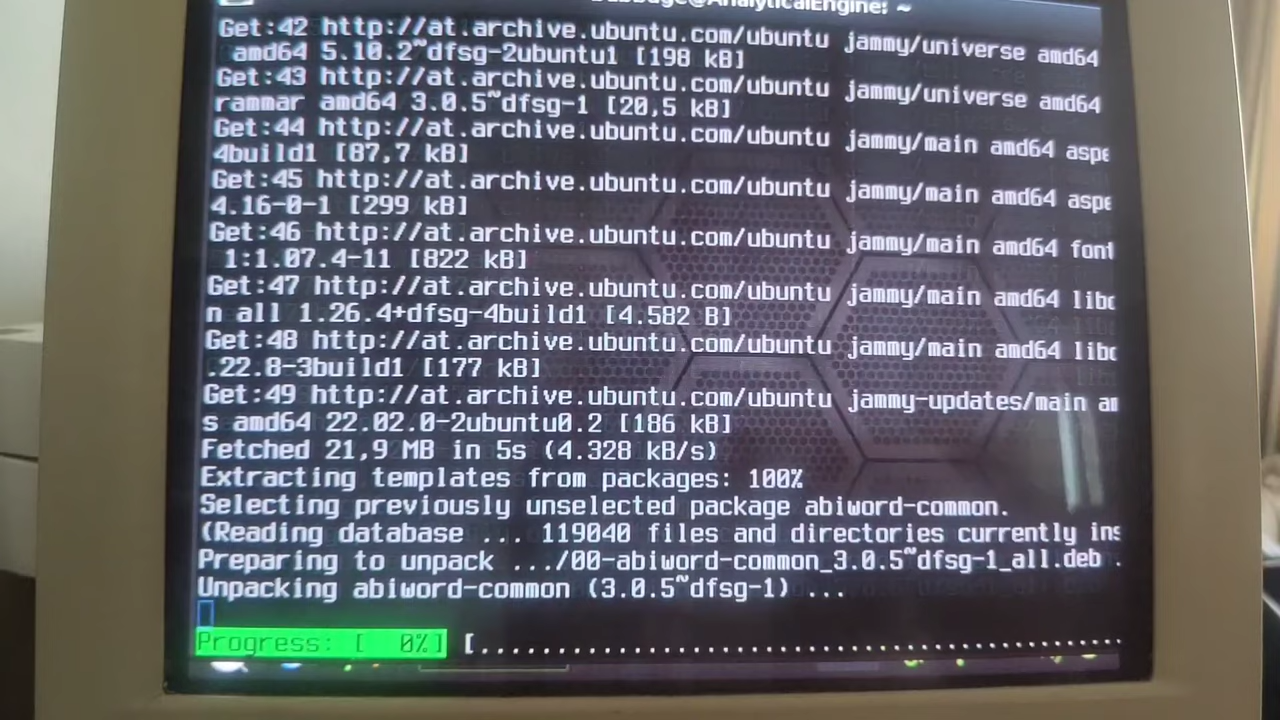 @AnalyticalEngine: ~
Get:42 http://at.archive.ubuntu.com/ubuntu jammy/universe amd64
amd64 5.10.2~dfsg-2ubuntu1 [198 kB]
Get:43 http://at.archive.ubuntu.com/ubuntu jammy/universe amd64
rammar amd64 3.0.5~dfsg-1 [20,5 kB]
Get:44 http://at.archive.ubuntu.com/ubuntu jammy/main amd64 aspe
4build1 [87,7 kB]
Get:45 http://at.archive.ubuntu.com/ubuntu jammy/main amd64 aspe
4.16-0-1 [299 kB]
Get:46 http://at.archive.ubuntu.com/ubuntu jammy/main amd64 font
1:1.07.4-11 [822 kB]
Get:47 http://at.archive.ubuntu.com/ubuntu jammy/main amd64 libc
n all 1.26.4+dfsg-4build1 [4.582 B]
Get:48 http://at.archive.ubuntu.com/ubuntu jammy/main amd64 libc
.22.8-3build1 [177 kB]
Get:49 http://at.archive.ubuntu.com/ubuntu jammy-updates/main am
s amd64 22.02.0-2ubuntu0.2 [186 kB]
Fetched 21,9 MB in 5s (4.328 kB/s)
Extracting templates from packages: 100%
Selecting previously unselected package abiword-common.
(Reading database ... 119040 files and directories currently ins
Preparing to unpack .../00-abiword-common_3.0.5~dfsg-1_all.deb .
Unpacking abiword-common (3.0.5~dfsg-1) ...
Progress: [ 0%] [..........................................................